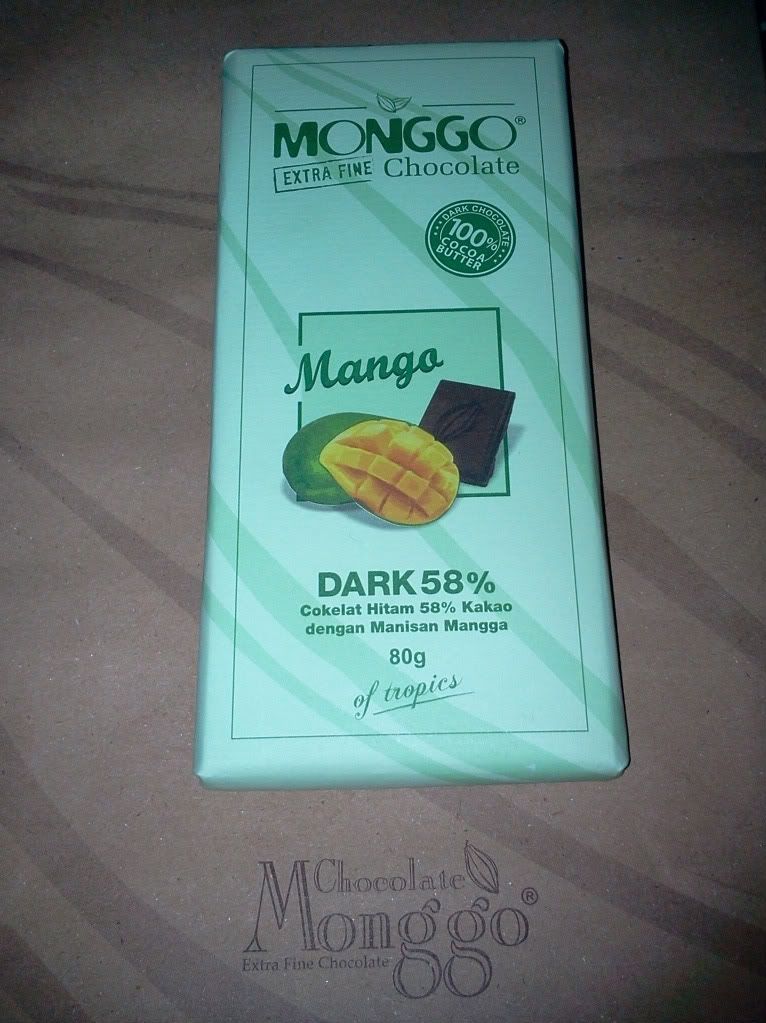 MONGGO®
EXTRA FINE Chocolate
DARK CHOCOLATE
100%
COCOA
BUTTER
Mango
DARK 58%
Cokelat Hitam 58% Kakao
dengan Manisan Mangga
80g
of tropics
Chocolate
Monggo®
Extra Fine Chocolate